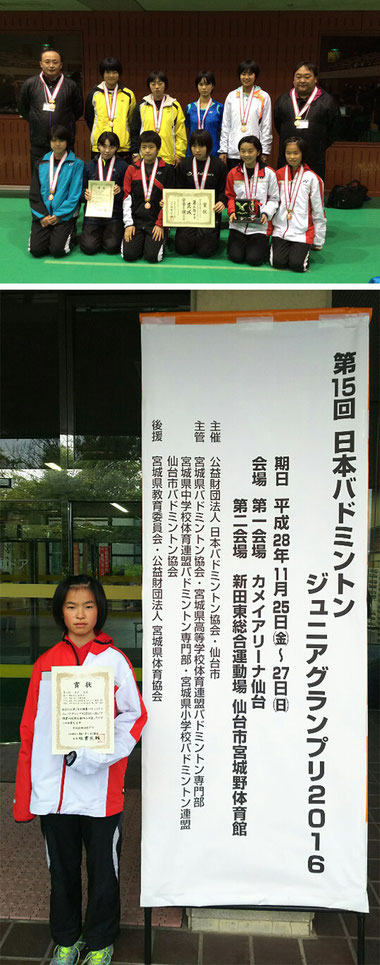 第15回 日本バドミントン
ジュニアグランプリ2016
期日 平成28年11月25日㊎〜27日㊐
会場 第一会場 カメイアリーナ仙台
第二会場 新田東総合運動場 仙台市宮城野体育館
主催 公益財団法人 日本バドミントン協会・仙台市
主管 宮城県バドミントン協会・宮城県高等学校体育連盟バドミントン専門部
宮城県中学校体育連盟バドミントン専門部・宮城県小学校バドミントン連盟
仙台市バドミントン協会
後援 宮城県教育委員会・公益財団法人 宮城県体育協会
賞状
賞状